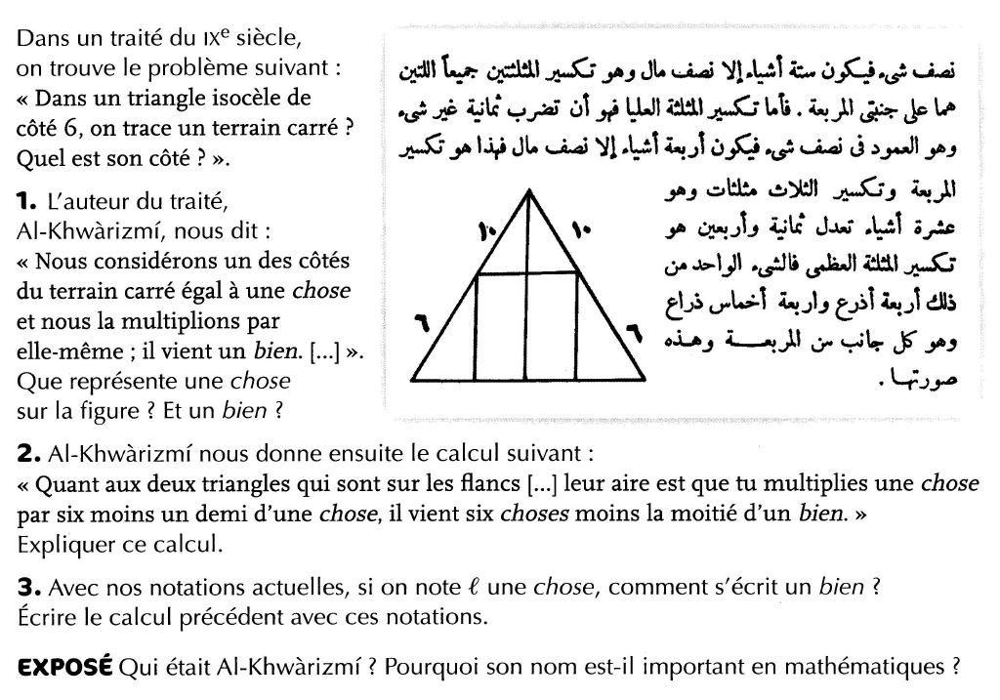 Dans un traité du IXe siècle,
on trouve le problème suivant :
« Dans un triangle isocèle de
côté 6, on trace un terrain carré ?
Quel est son côté ? ».
1. L'auteur du traité,
Al-Khwàrizmí, nous dit :
« Nous considérons un des côtés
du terrain carré égal à une chose
et nous la multiplions par
elle-même ; il vient un bien. [...] ».
Que représente une chose
sur la figure ? Et un bien ?
نصف شيء فيكون ستة أشياء إلا نصف مال وهو تكسير المثلثتين جميعاً اللتين
هما على جنبتي المربعة . فأما تكسير المثلثة العليا فهو أن تضرب ثمانية غير شيء
وهو العمود في نصف شيء فيكون أربعة أشياء إلا نصف مال فهذا هو تكسير
المربعة وتكسير الثلاث مثلثات وهو
عشرة أشياء تعدل ثمانية وأربعين هو
تكسير المثلثة العظمى فالشيء الواحد من
ذلك أربعة أذرع واربعة أخماس ذراع
وهو كل جانب من المربعة وهذه
صورتها .
١٠ ١٠
٦ ٦
2. Al-Khwàrizmí nous donne ensuite le calcul suivant :
« Quant aux deux triangles qui sont sur les flancs [...] leur aire est que tu multiplies une chose
par six moins un demi d'une chose, il vient six choses moins la moitié d'un bien. »
Expliquer ce calcul.
3. Avec nos notations actuelles, si on note ℓ une chose, comment s'écrit un bien ?
Écrire le calcul précédent avec ces notations.
EXPOSÉ Qui était Al-Khwàrizmí ? Pourquoi son nom est-il important en mathématiques ?